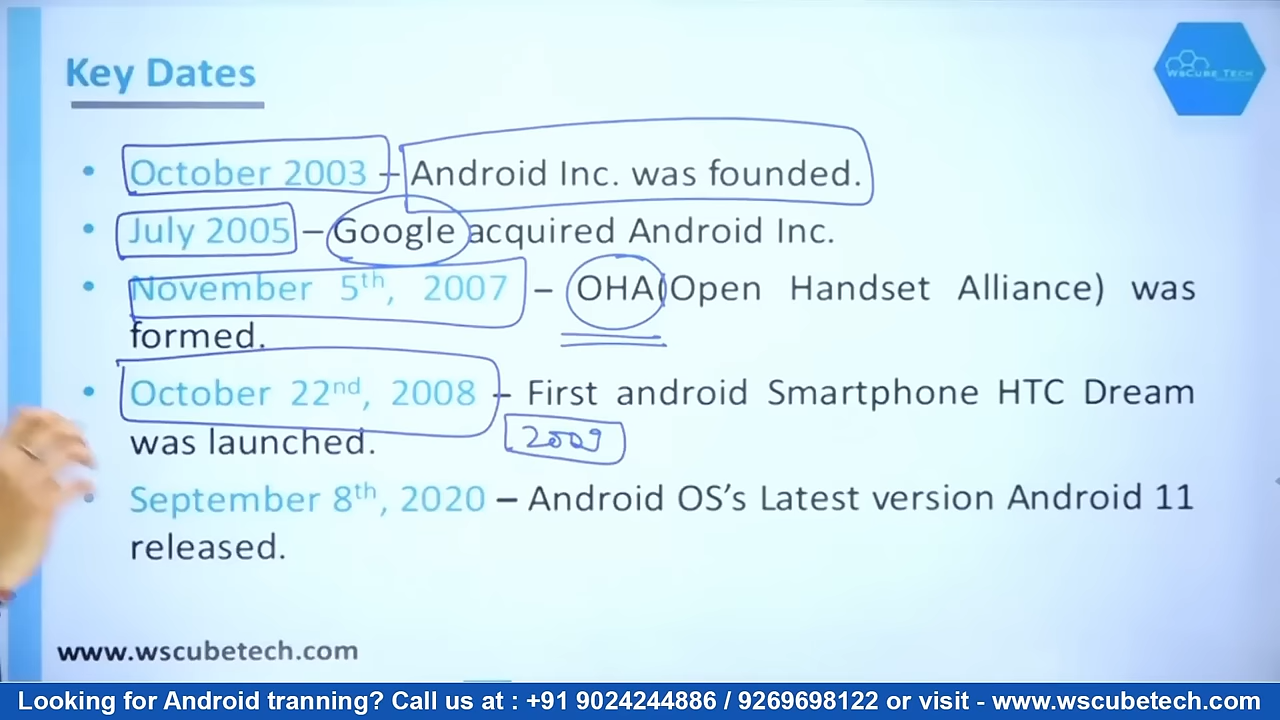 Key Dates
WsCube Tech
• October 2003 – Android Inc. was founded.
• July 2005 – Google acquired Android Inc.
• November 5th, 2007 – OHA(Open Handset Alliance) was
formed.
• October 22nd, 2008 – First android Smartphone HTC Dream
was launched.
2009
• September 8th, 2020 – Android OS’s Latest version Android 11
released.
www.wscubetech.com
Looking for Android tranning? Call us at : +91 9024244886 / 9269698122 or visit - www.wscubetech.com